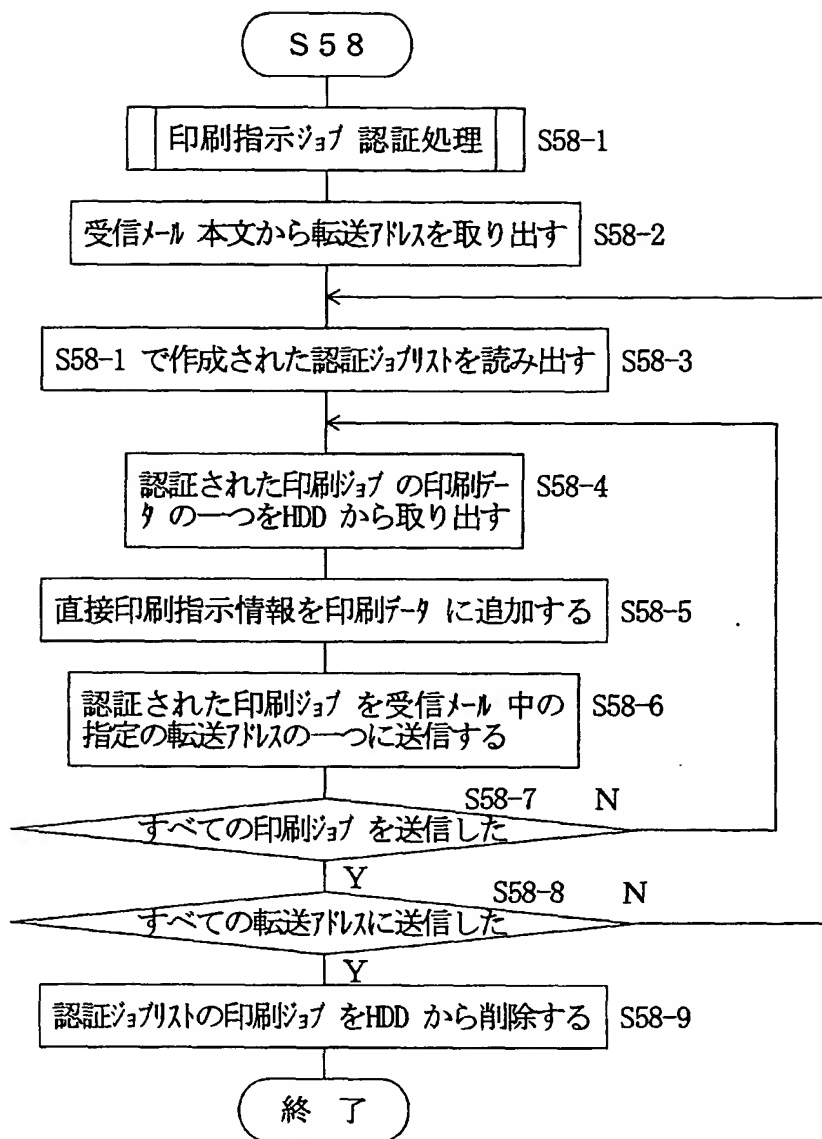 S58
印刷指示ジョブ 認証処理 S58-1
受信メール 本文から転送アドレスを取り出す S58-2
S58-1 で作成された認証ジョブリストを読み出す S58-3
認証された印刷ジョブ の印刷デー S58-4
タ の一つをHDD から取り出す
直接印刷指示情報を印刷データ に追加する S58-5
認証された印刷ジョブ を受信メール 中の S58-6
指定の転送アドレスの一つに送信する
S58-7 N
すべての印刷ジョブ を送信した
Y
S58-8 N
すべての転送アドレスに送信した
Y
認証ジョブリストの印刷ジョブ をHDD から削除する S58-9
終 了